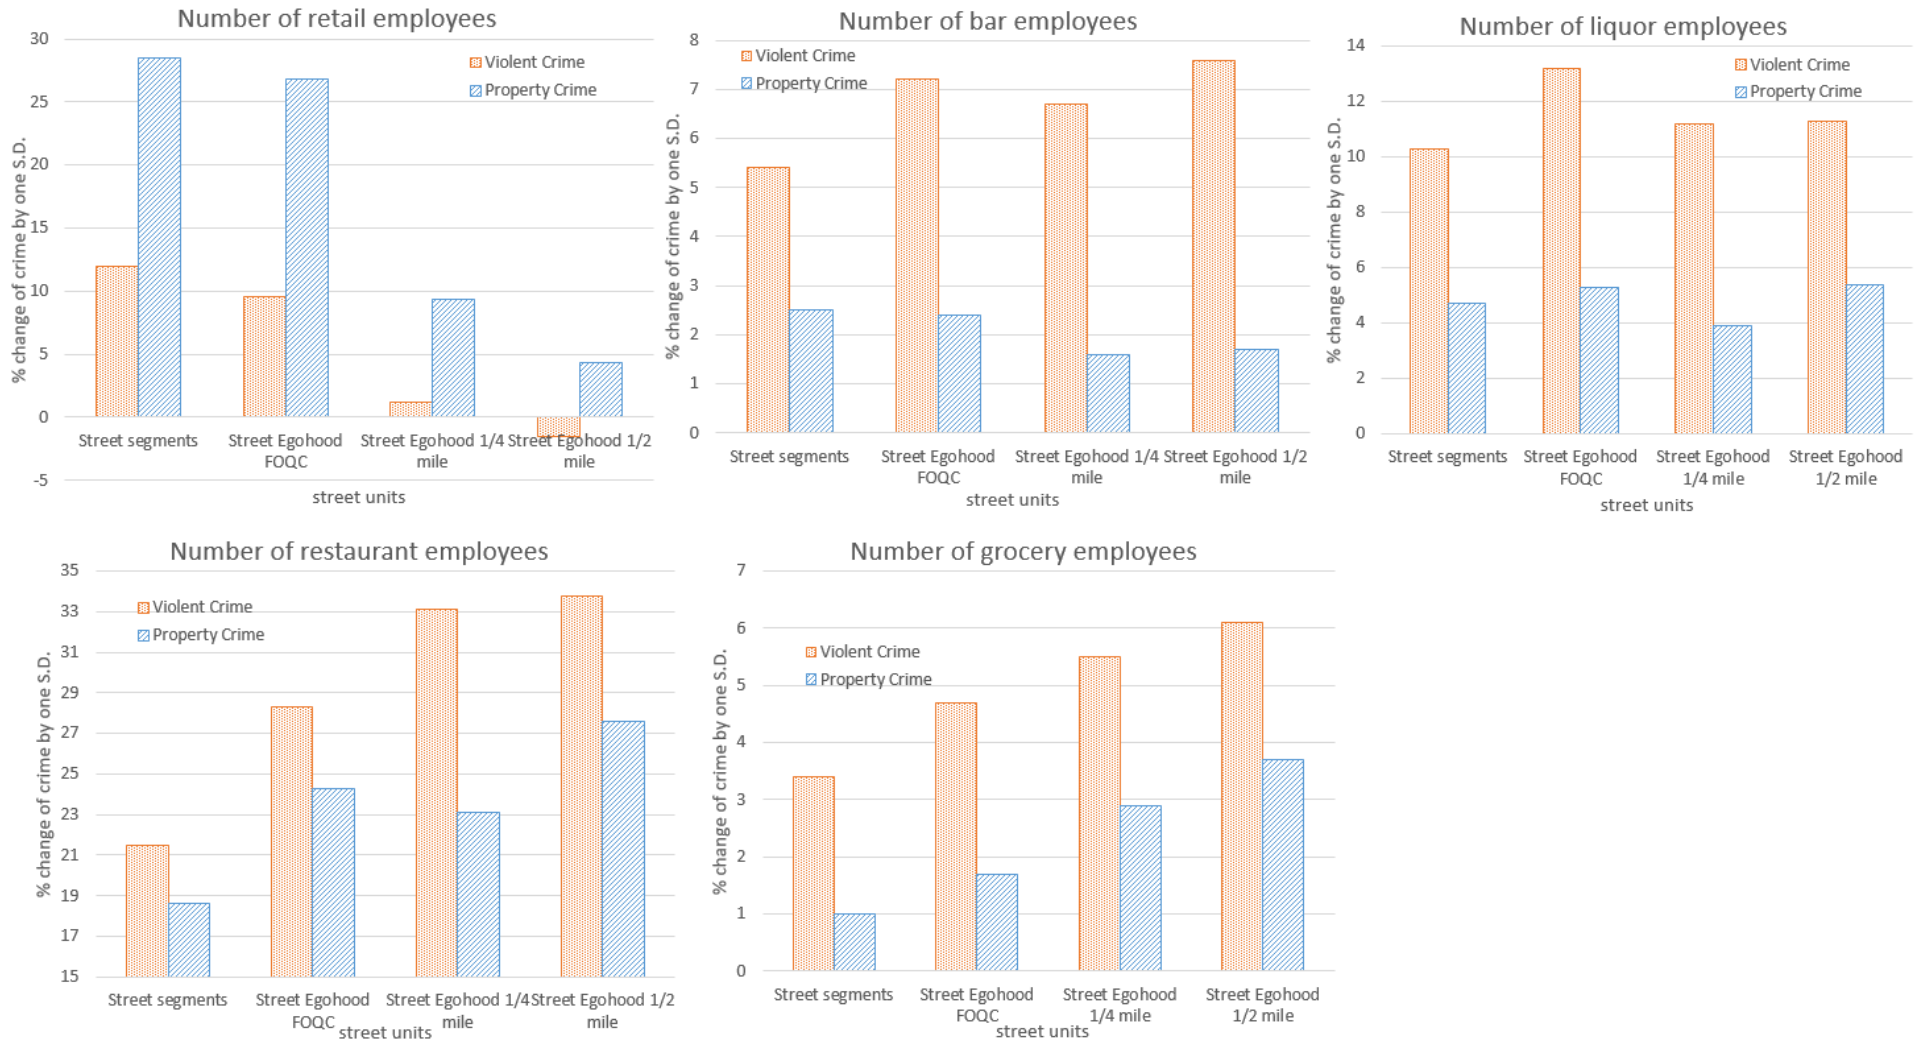 Number of retail employees
% change of crime by one S.D.
30
25
20
15
10
5
0
-5
Violent Crime
Property Crime
Street segments
Street Egohood
FOQC
Street Egohood 1/4
mile
Street Egohood 1/2
mile
street units
Number of bar employees
% change of crime by one S.D.
8
7
6
5
4
3
2
1
0
Violent Crime
Property Crime
Street segments
Street Egohood
FOQC
Street Egohood 1/4
mile
Street Egohood 1/2
mile
street units
Number of liquor employees
% change of crime by one S.D.
14
12
10
8
6
4
2
0
Violent Crime
Property Crime
Street segments
Street Egohood
FOQC
Street Egohood
1/4 mile
Street Egohood
1/2 mile
street units
Number of restaurant employees
% change of crime by one S.D.
35
33
31
29
27
25
23
21
19
17
15
Violent Crime
Property Crime
Street segments
Street Egohood
FOQC
Street Egohood 1/4
mile
Street Egohood 1/2
mile
street units
Number of grocery employees
% change of crime by one S.D.
7
6
5
4
3
2
1
0
Violent Crime
Property Crime
Street segments
Street Egohood
FOQC
Street Egohood
1/4 mile
Street Egohood
1/2 mile
street units